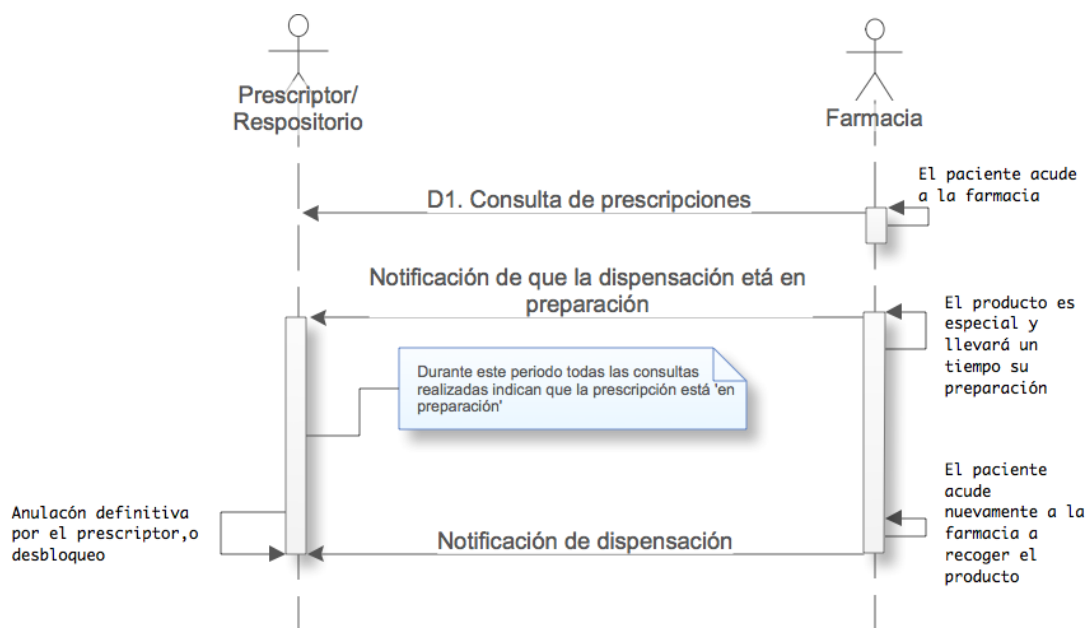 Prescriptor/
Respositorio
Farmacia
El paciente acude
a la farmacia
D1. Consulta de prescripciones
Notificación de que la dispensación etá en
preparación
El producto es
especial y
llevará un
tiempo su
preparación
Durante este periodo todas las consultas
realizadas indican que la prescripción está 'en
preparación'
El paciente
acude
nuevamente a la
farmacia a
recoger el
producto
Anulacón definitiva
por el prescriptor,o
desbloqueo
Notificación de dispensación